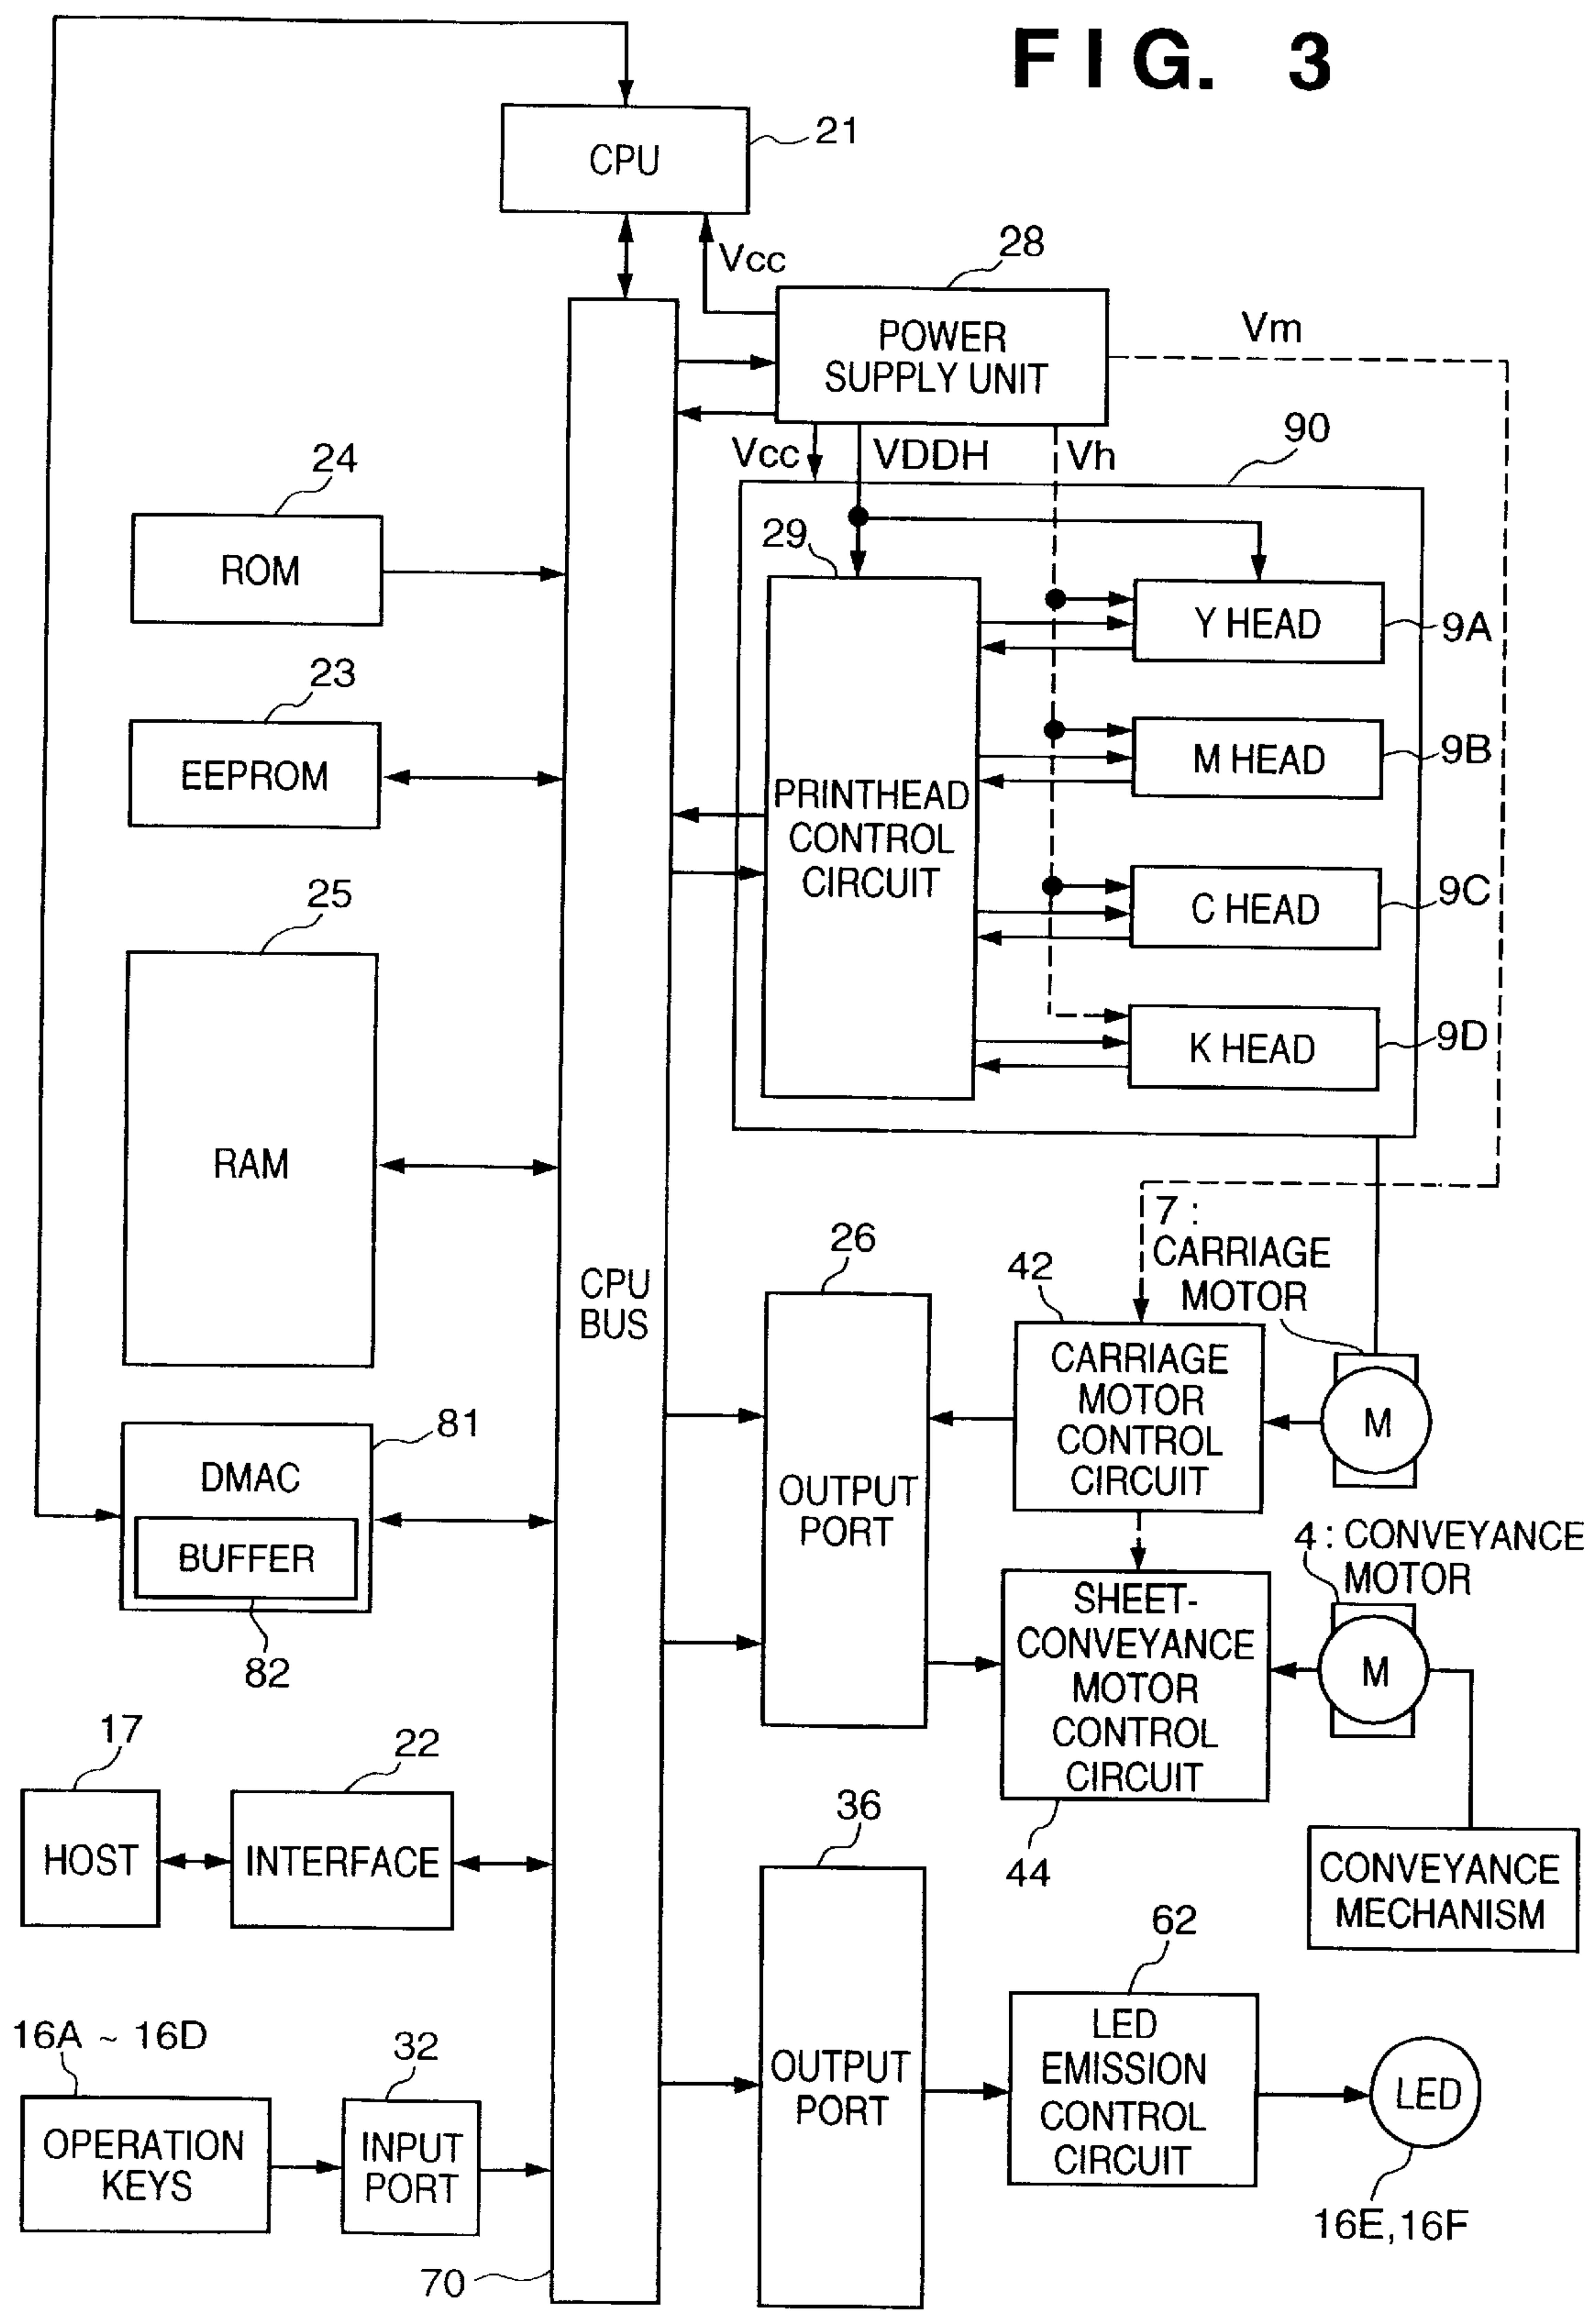 FIG. 3
CPU
21
Vcc
28
POWER
SUPPLY UNIT
Vm
Vcc
VDDH
Vh
90
24
ROM
29
Y HEAD
9A
23
EEPROM
M HEAD
9B
PRINTHEAD
CONTROL
CIRCUIT
25
C HEAD
9C
K HEAD
9D
RAM
CPU
BUS
26
42
7 :
CARRIAGE
MOTOR
81
DMAC
BUFFER
82
OUTPUT
PORT
CARRIAGE
MOTOR
CONTROL
CIRCUIT
M
4 : CONVEYANCE
MOTOR
SHEET-
CONVEYANCE
MOTOR
CONTROL
CIRCUIT
M
44
17
22
HOST
INTERFACE
36
CONVEYANCE
MECHANISM
62
16A ~ 16D
32
OPERATION
KEYS
INPUT
PORT
OUTPUT
PORT
LED
EMISSION
CONTROL
CIRCUIT
LED
16E,16F
70